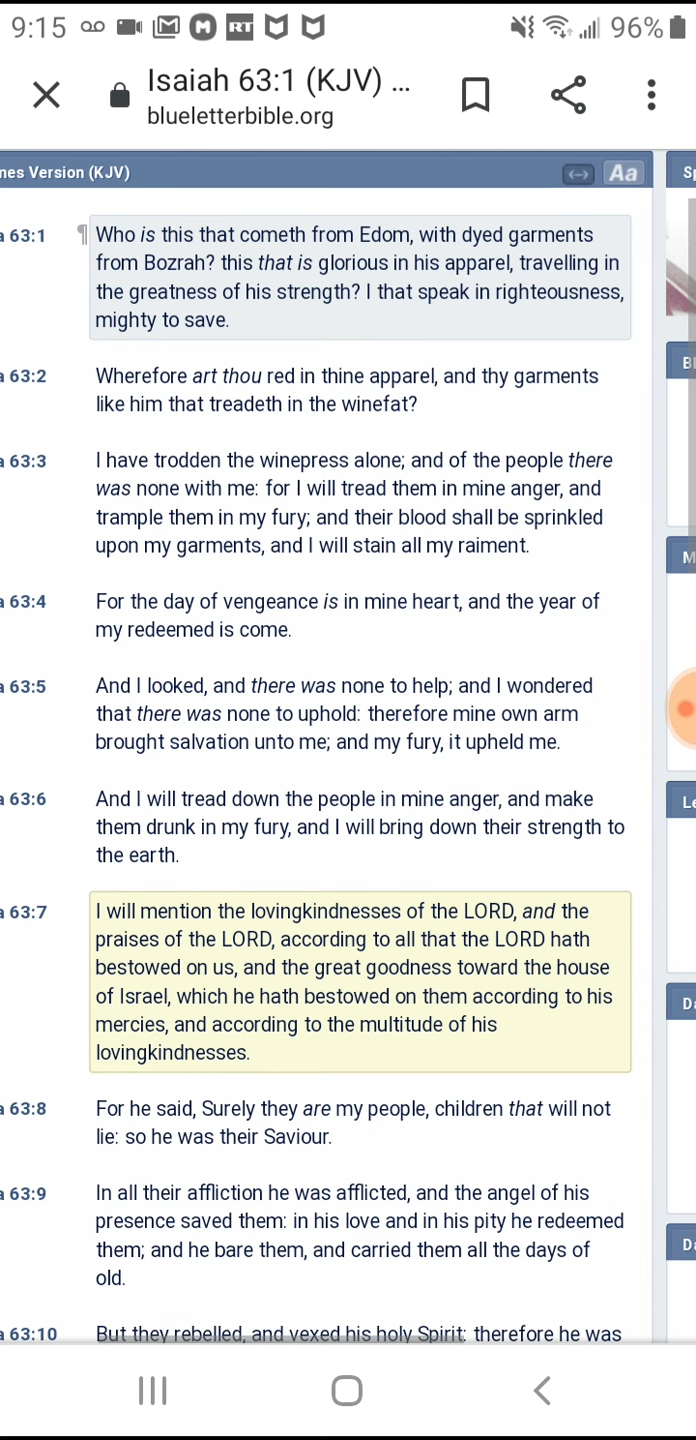 9:15
RT
96%
Isaiah 63:1 (KJV) ...
blueletterbible.org
mes Version (KJV)
Aa
Sp
a 63:1
¶ Who is this that cometh from Edom, with dyed garments
from Bozrah? this that is glorious in his apparel, travelling in
the greatness of his strength? I that speak in righteousness,
mighty to save.
a 63:2
Wherefore art thou red in thine apparel, and thy garments
like him that treadeth in the winefat?
a 63:3
I have trodden the winepress alone; and of the people there
was none with me: for I will tread them in mine anger, and
trample them in my fury; and their blood shall be sprinkled
upon my garments, and I will stain all my raiment.
a 63:4
For the day of vengeance is in mine heart, and the year of
my redeemed is come.
a 63:5
And I looked, and there was none to help; and I wondered
that there was none to uphold: therefore mine own arm
brought salvation unto me; and my fury, it upheld me.
a 63:6
And I will tread down the people in mine anger, and make
them drunk in my fury, and I will bring down their strength to
the earth.
a 63:7
I will mention the lovingkindnesses of the LORD, and the
praises of the LORD, according to all that the LORD hath
bestowed on us, and the great goodness toward the house
of Israel, which he hath bestowed on them according to his
mercies, and according to the multitude of his
lovingkindnesses.
a 63:8
For he said, Surely they are my people, children that will not
lie: so he was their Saviour.
a 63:9
In all their affliction he was afflicted, and the angel of his
presence saved them: in his love and in his pity he redeemed
them; and he bare them, and carried them all the days of
old.
a 63:10
But they rebelled, and vexed his holy Spirit: therefore he was
M
Le
Da
Da